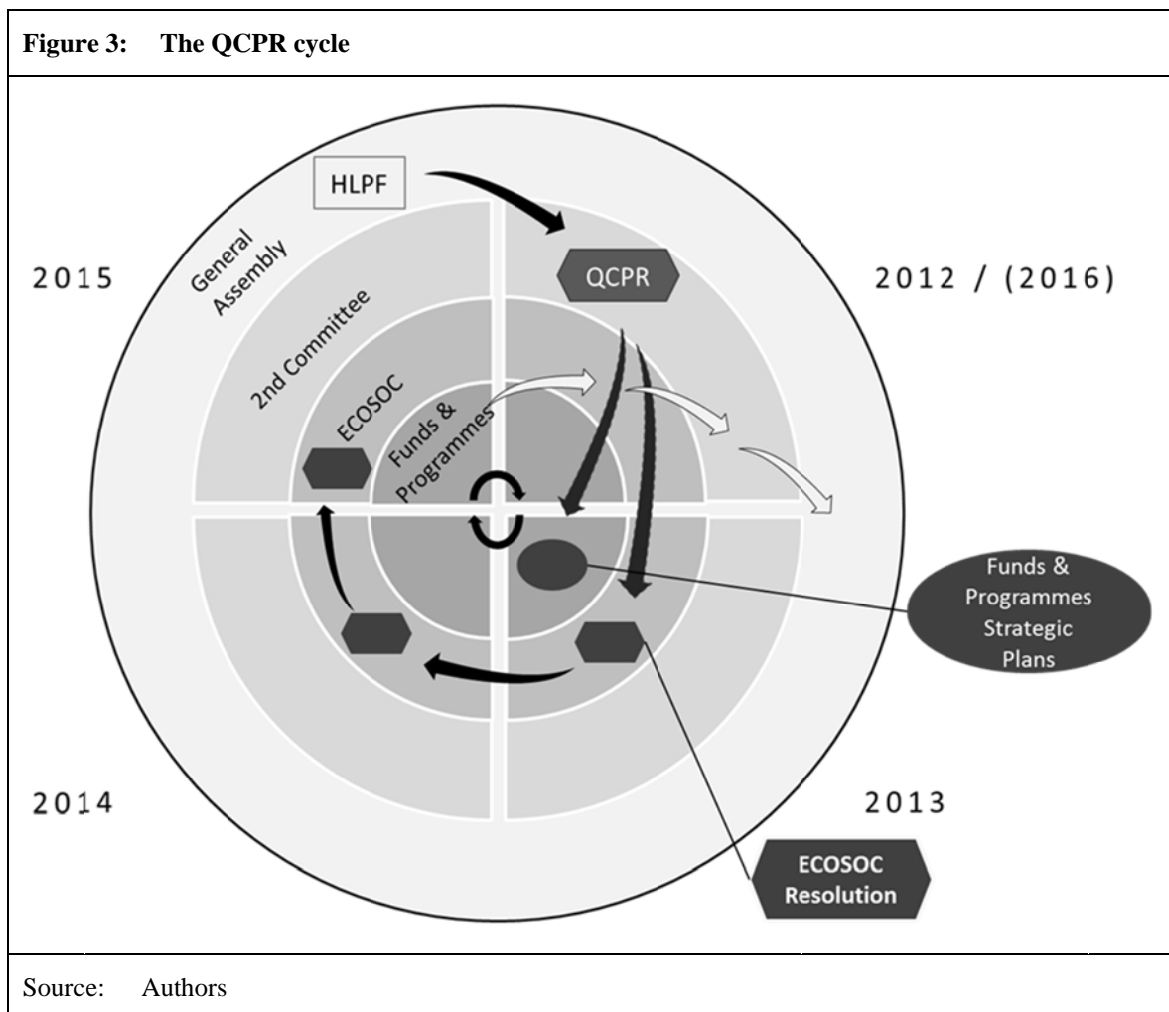 Figure 3: The QCPR cycle
HLPF
General
Assembly
2nd Committee
ECOSOC
Funds &
Programmes
QCPR
2015
2012 / (2016)
Funds &
Programmes
Strategic
Plans
2014
2013
ECOSOC
Resolution
Source: Authors